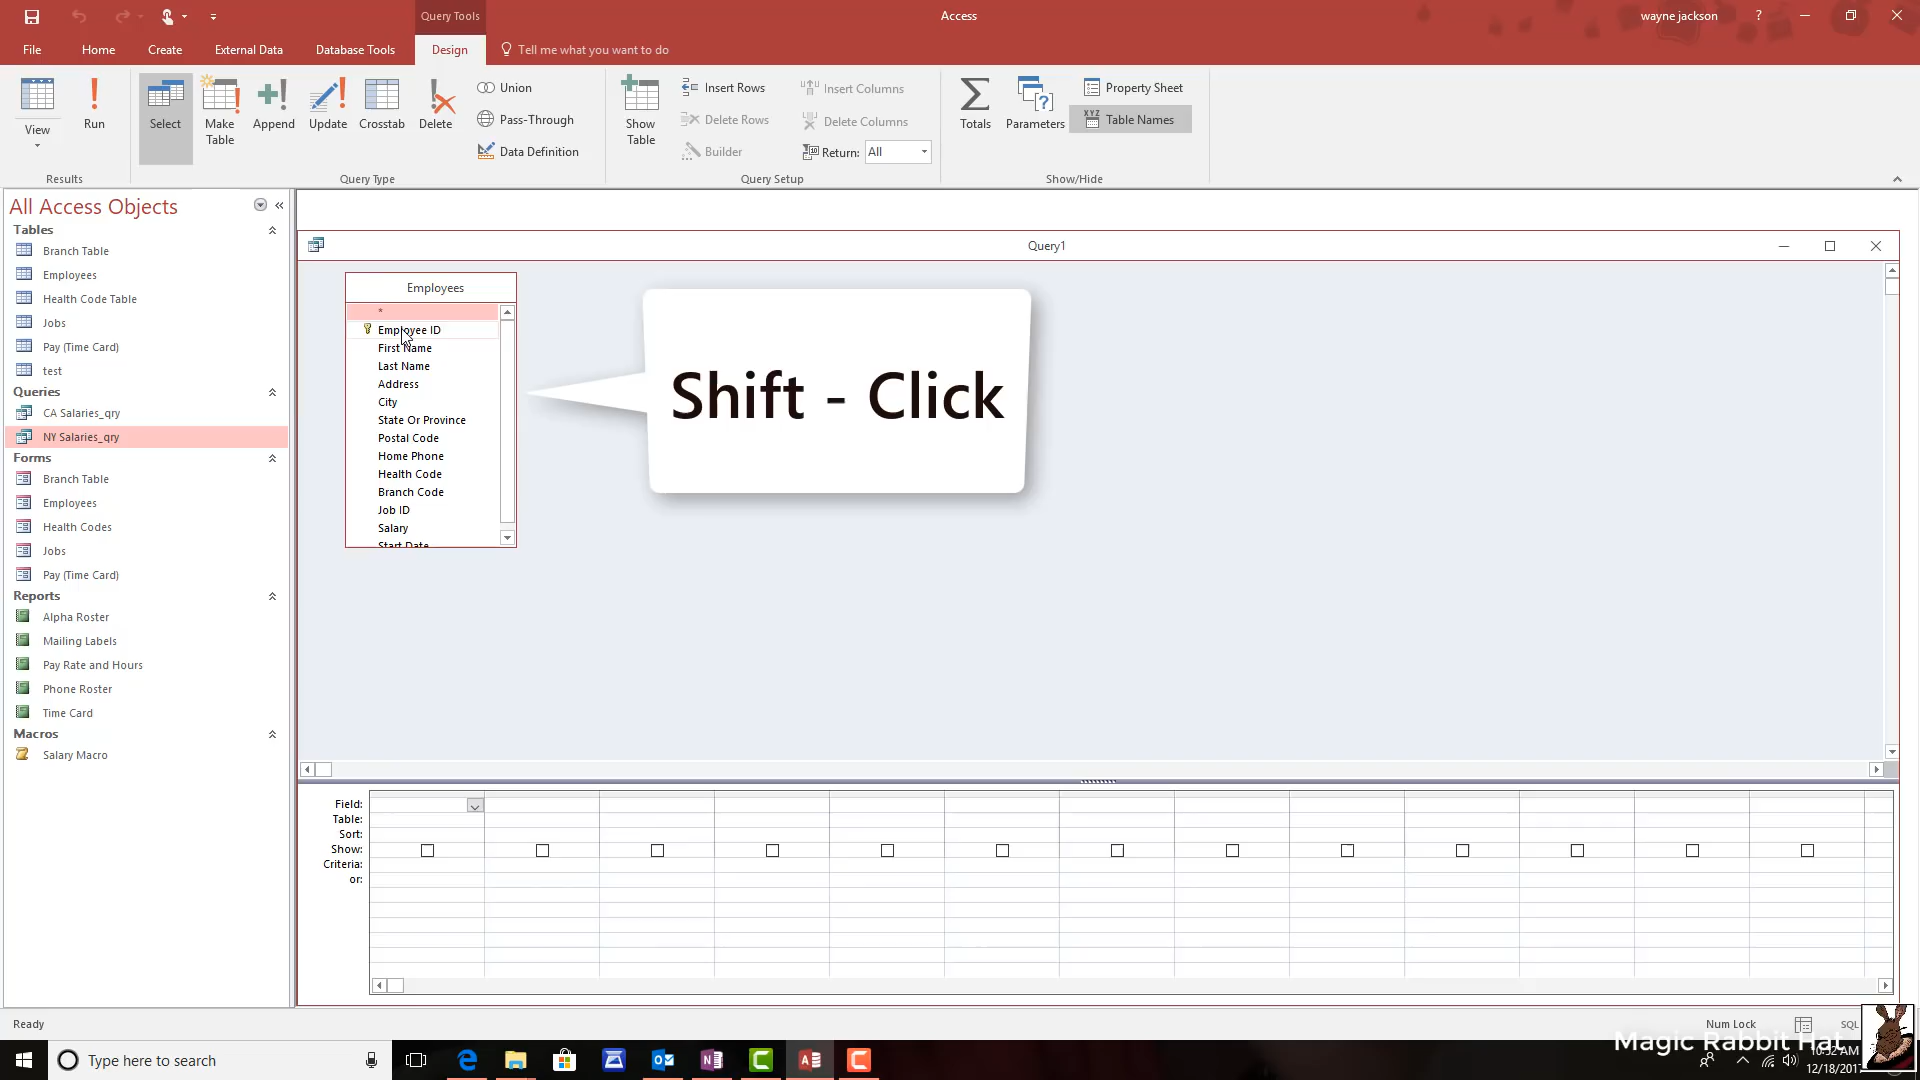 Query Tools
Access
wayne jackson
?
File
Home
Create
External Data
Database Tools
Design
Tell me what you want to do
View
Run
Select
Make Table
Append
Update
Crosstab
Delete
Union
Pass-Through
Data Definition
Show Table
Insert Rows
Delete Rows
Builder
Insert Columns
Delete Columns
Return: All
Totals
Parameters
Property Sheet
Table Names
Results
Query Type
Query Setup
Show/Hide
All Access Objects
Tables
Branch Table
Employees
Health Code Table
Jobs
Pay (Time Card)
test
Queries
CA Salaries_qry
NY Salaries_qry
Forms
Branch Table
Employees
Health Codes
Jobs
Pay (Time Card)
Reports
Alpha Roster
Mailing Labels
Pay Rate and Hours
Phone Roster
Time Card
Macros
Salary Macro
Query1
Employees
*
Employee ID
First Name
Last Name
Address
City
State Or Province
Postal Code
Home Phone
Health Code
Branch Code
Job ID
Salary
Start Date
Shift - Click
Field:
Table:
Sort:
Show:
Criteria:
or:
Ready
Num Lock
SQL
Magic Rabbit Hat
Type here to search
10:52 AM